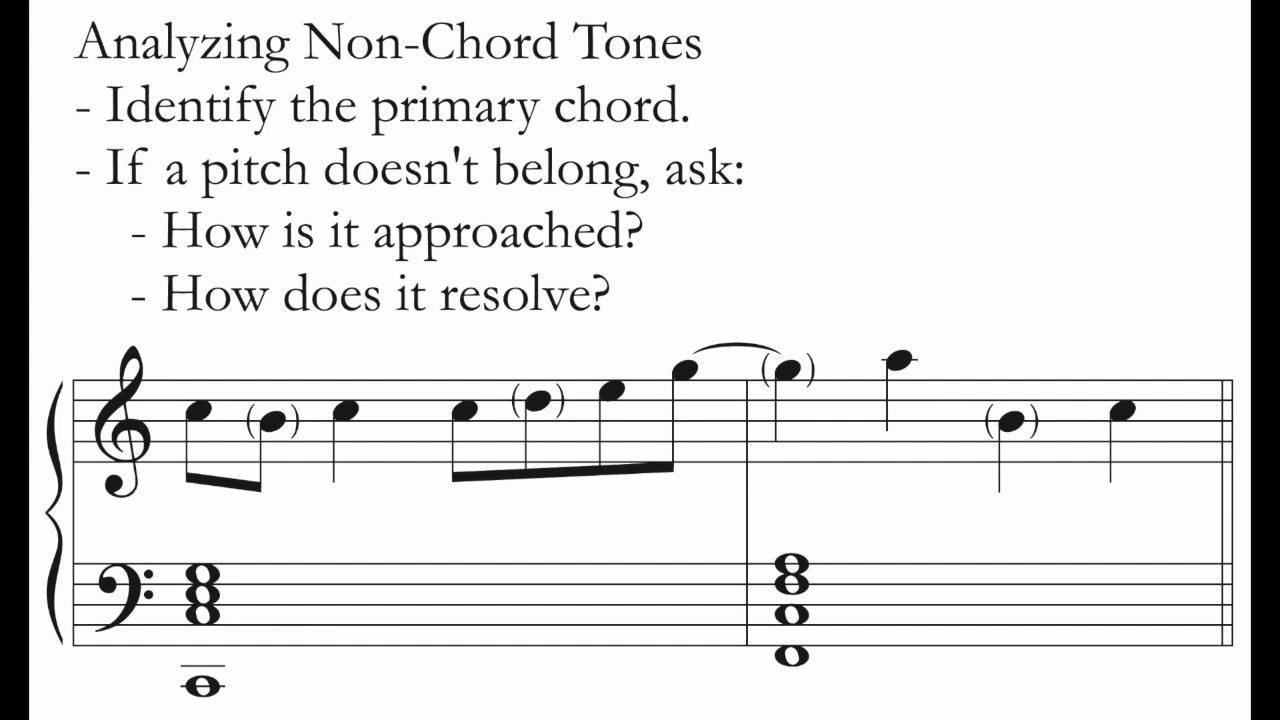 Analyzing Non-Chord Tones
- Identify the primary chord.
- If a pitch doesn't belong, ask:
- How is it approached?
- How does it resolve?